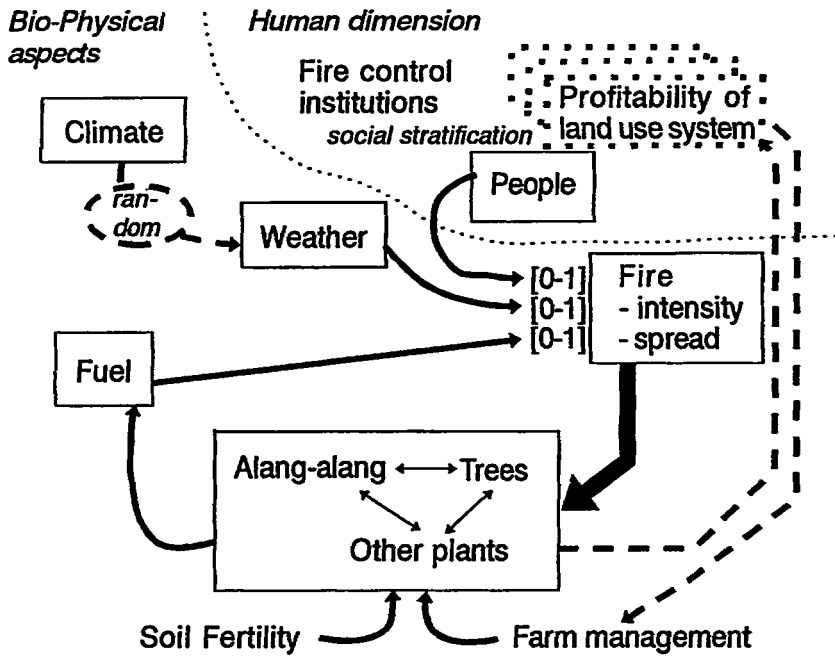 Bio-Physical
aspects
Human dimension
Fire control
institutions
social stratification
Profitability of
land use system
Climate
ran-
dom
People
Weather
[0-1]
[0-1]
[0-1]
Fire
- intensity
- spread
Fuel
Alang-alang
Trees
Other plants
Soil Fertility
Farm management